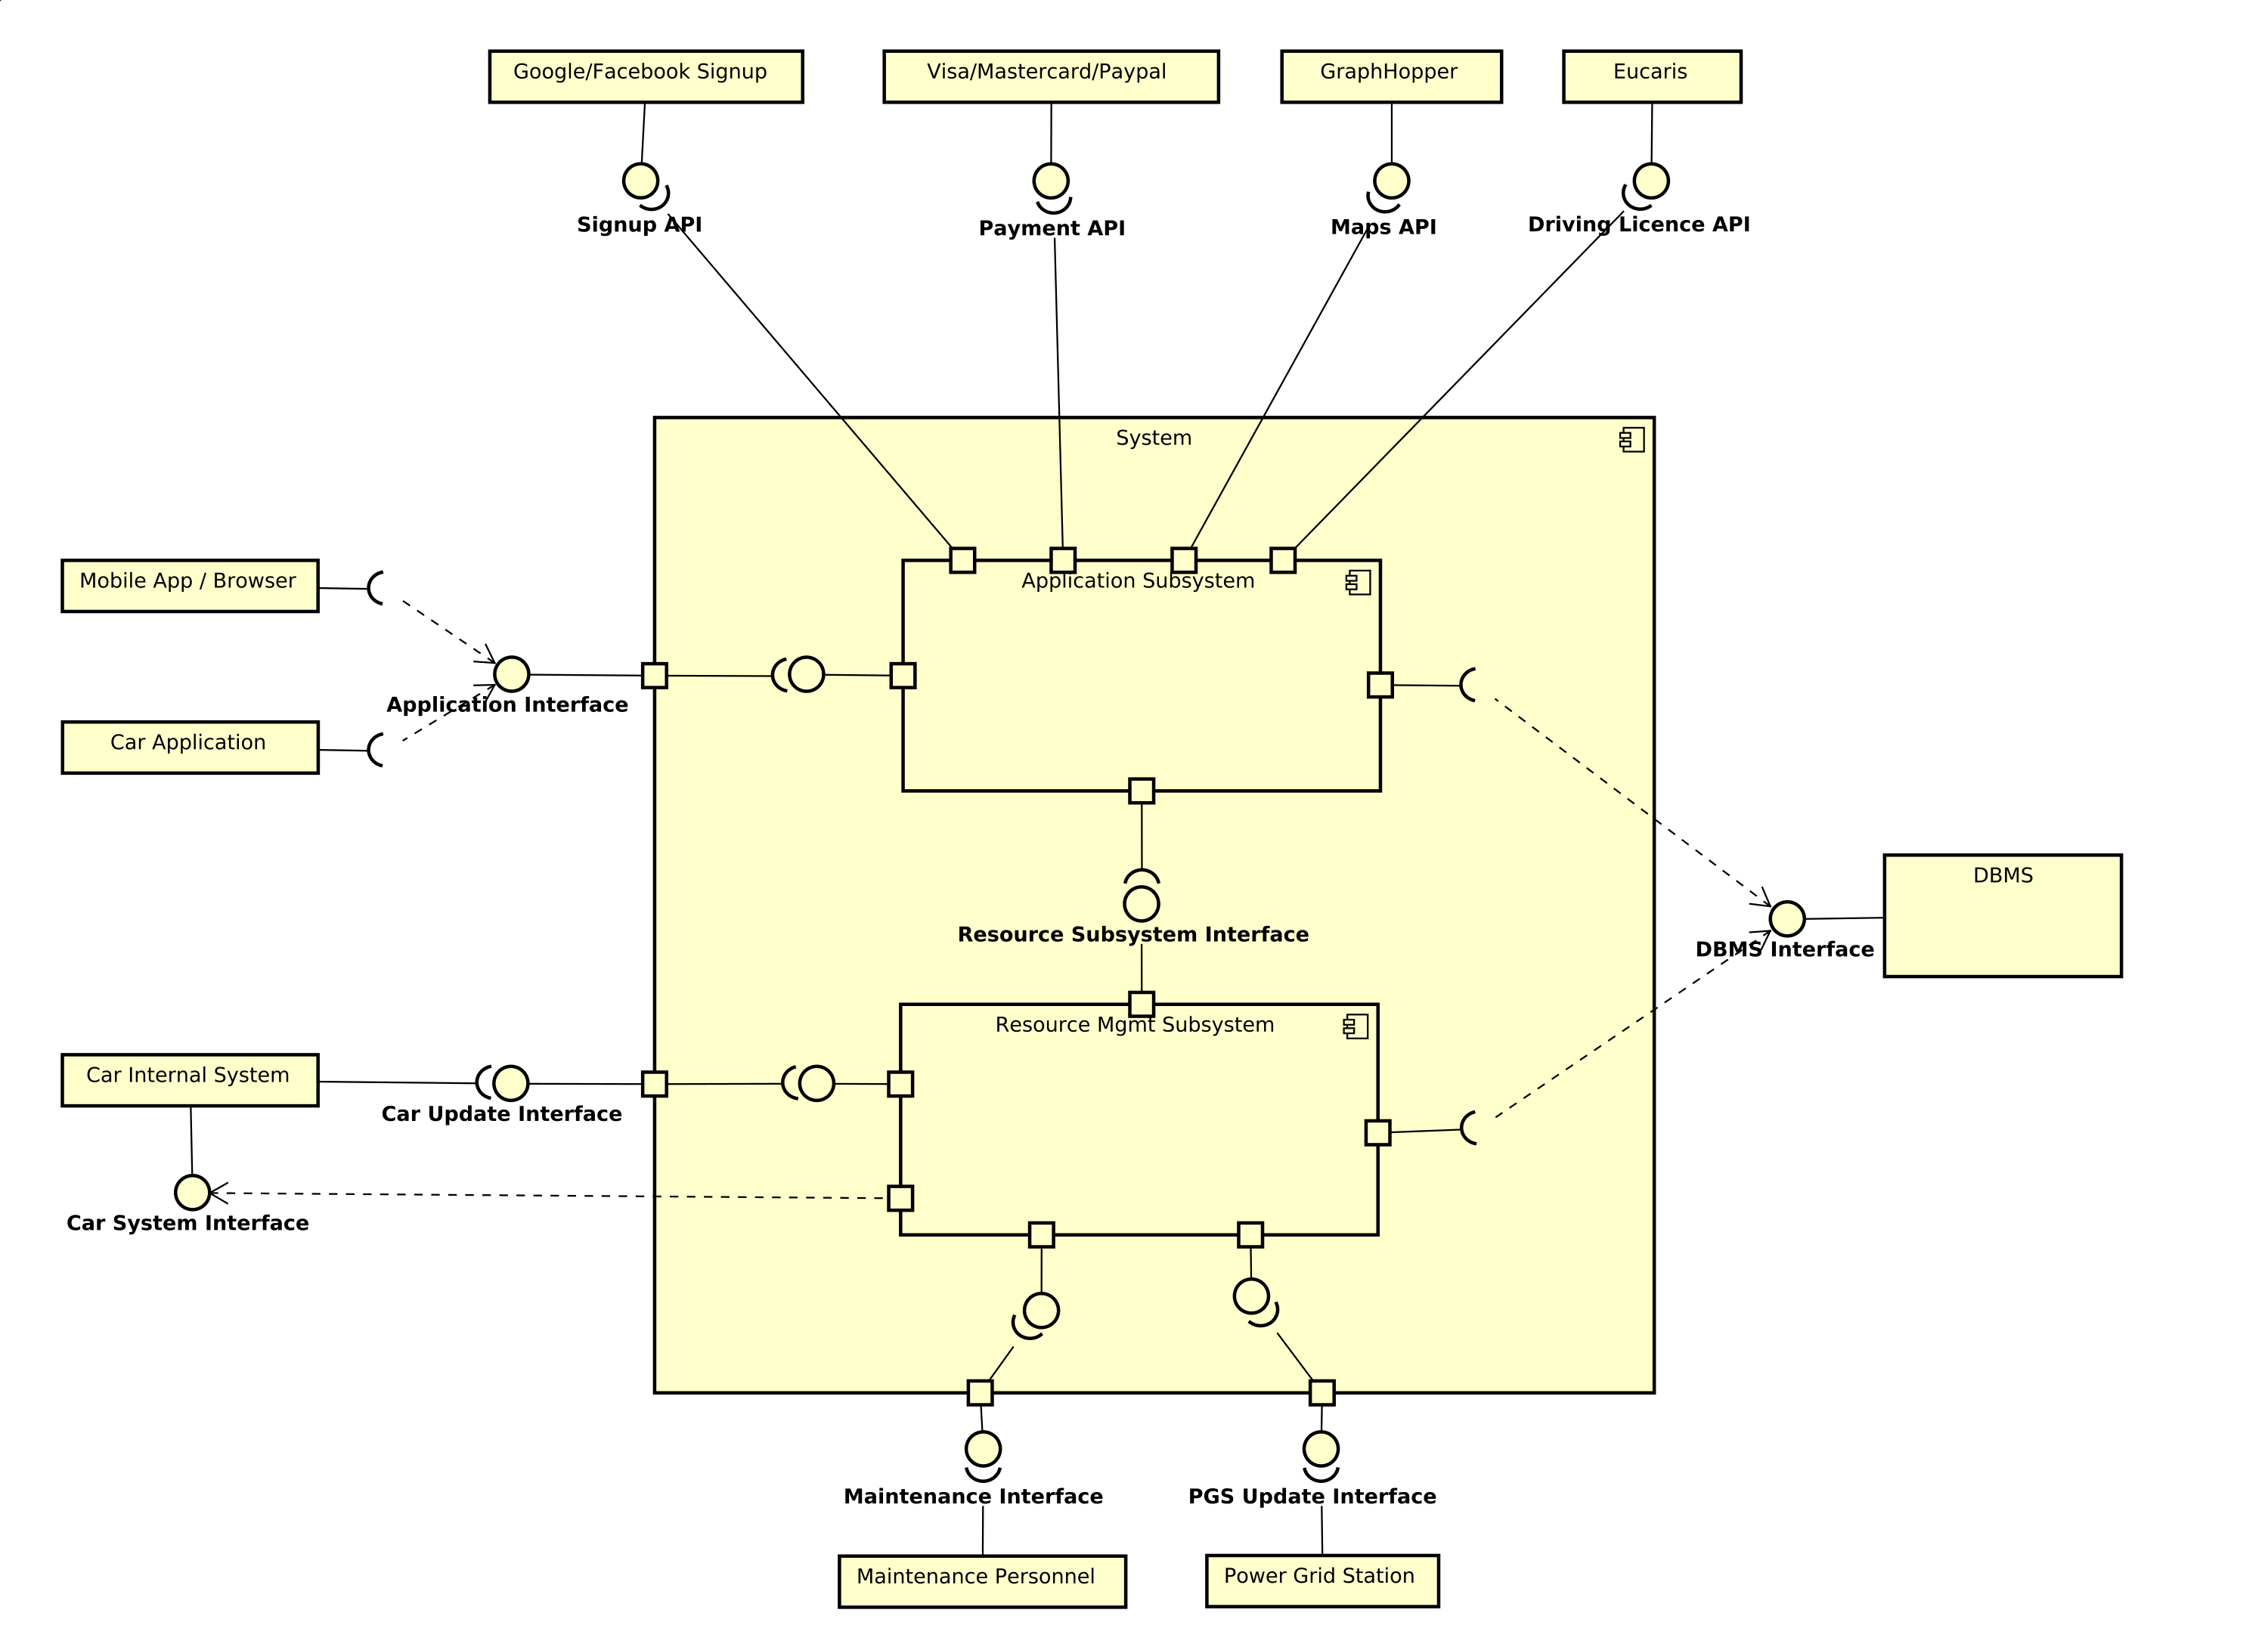 Google/Facebook Signup
Visa/Mastercard/Paypal
GraphHopper
Eucaris
Signup API
Payment API
Maps API
Driving Licence API
System
Mobile App / Browser
Application Subsystem
Application Interface
Car Application
DBMS
Resource Subsystem Interface
DBMS Interface
Resource Mgmt Subsystem
Car Internal System
Car Update Interface
Car System Interface
Maintenance Interface
PGS Update Interface
Maintenance Personnel
Power Grid Station